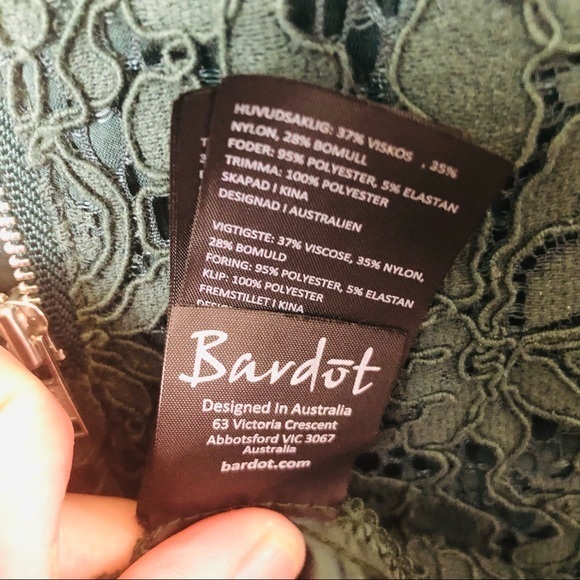 HUVUDSAKLIG: 37% VISKOS , 35%
NYLON, 28% BOMULL
FODER: 95% POLYESTER, 5% ELASTAN
TRIMMA: 100% POLYESTER
SKAPAD I KINA
DESIGNAD I AUSTRALIEN
VIGTIGSTE: 37% VISCOSE, 35% NYLON,
28% BOMULD
FORING: 95% POLYESTER, 5% ELASTAN
KLIP: 100% POLYESTER
FREMSTILLET I KINA
Bardōt
Designed In Australia
63 Victoria Crescent
Abbotsford VIC 3067
Australia
bardot.com